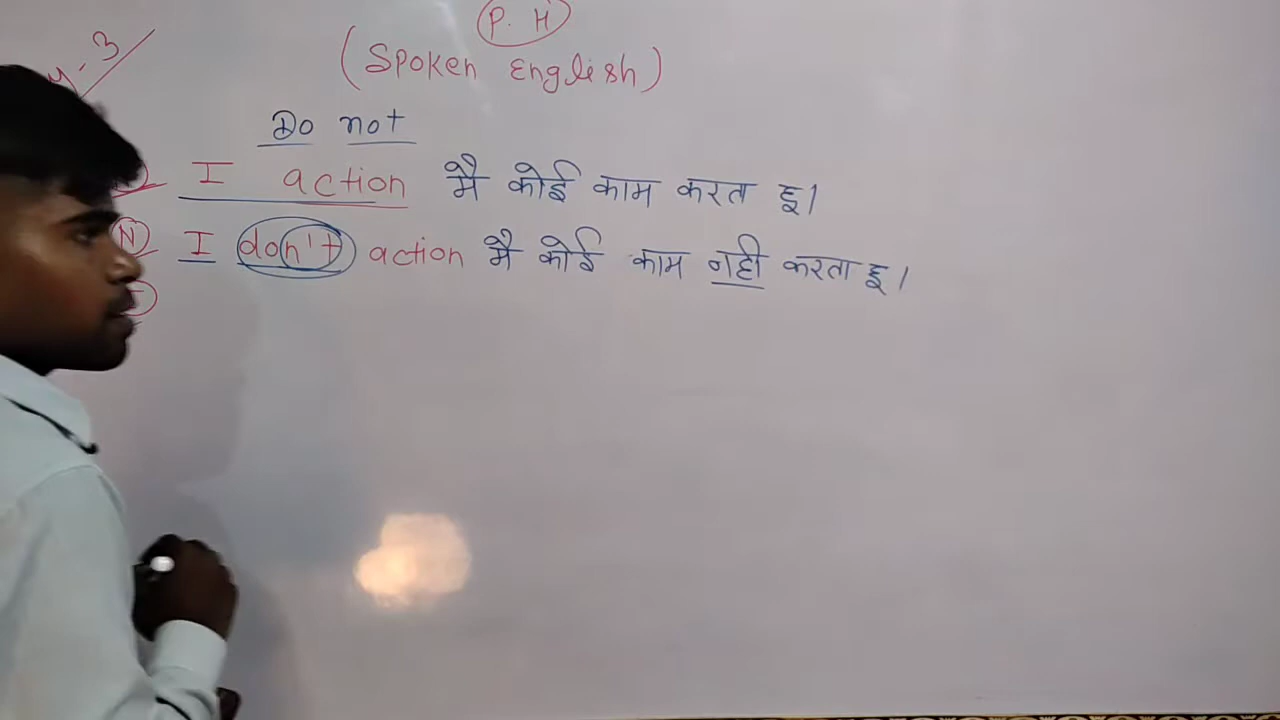 P. H
(Spoken English)
Do not
I action मै कोई काम करता हू।
N I don't action मै कोई काम नही करता हू।